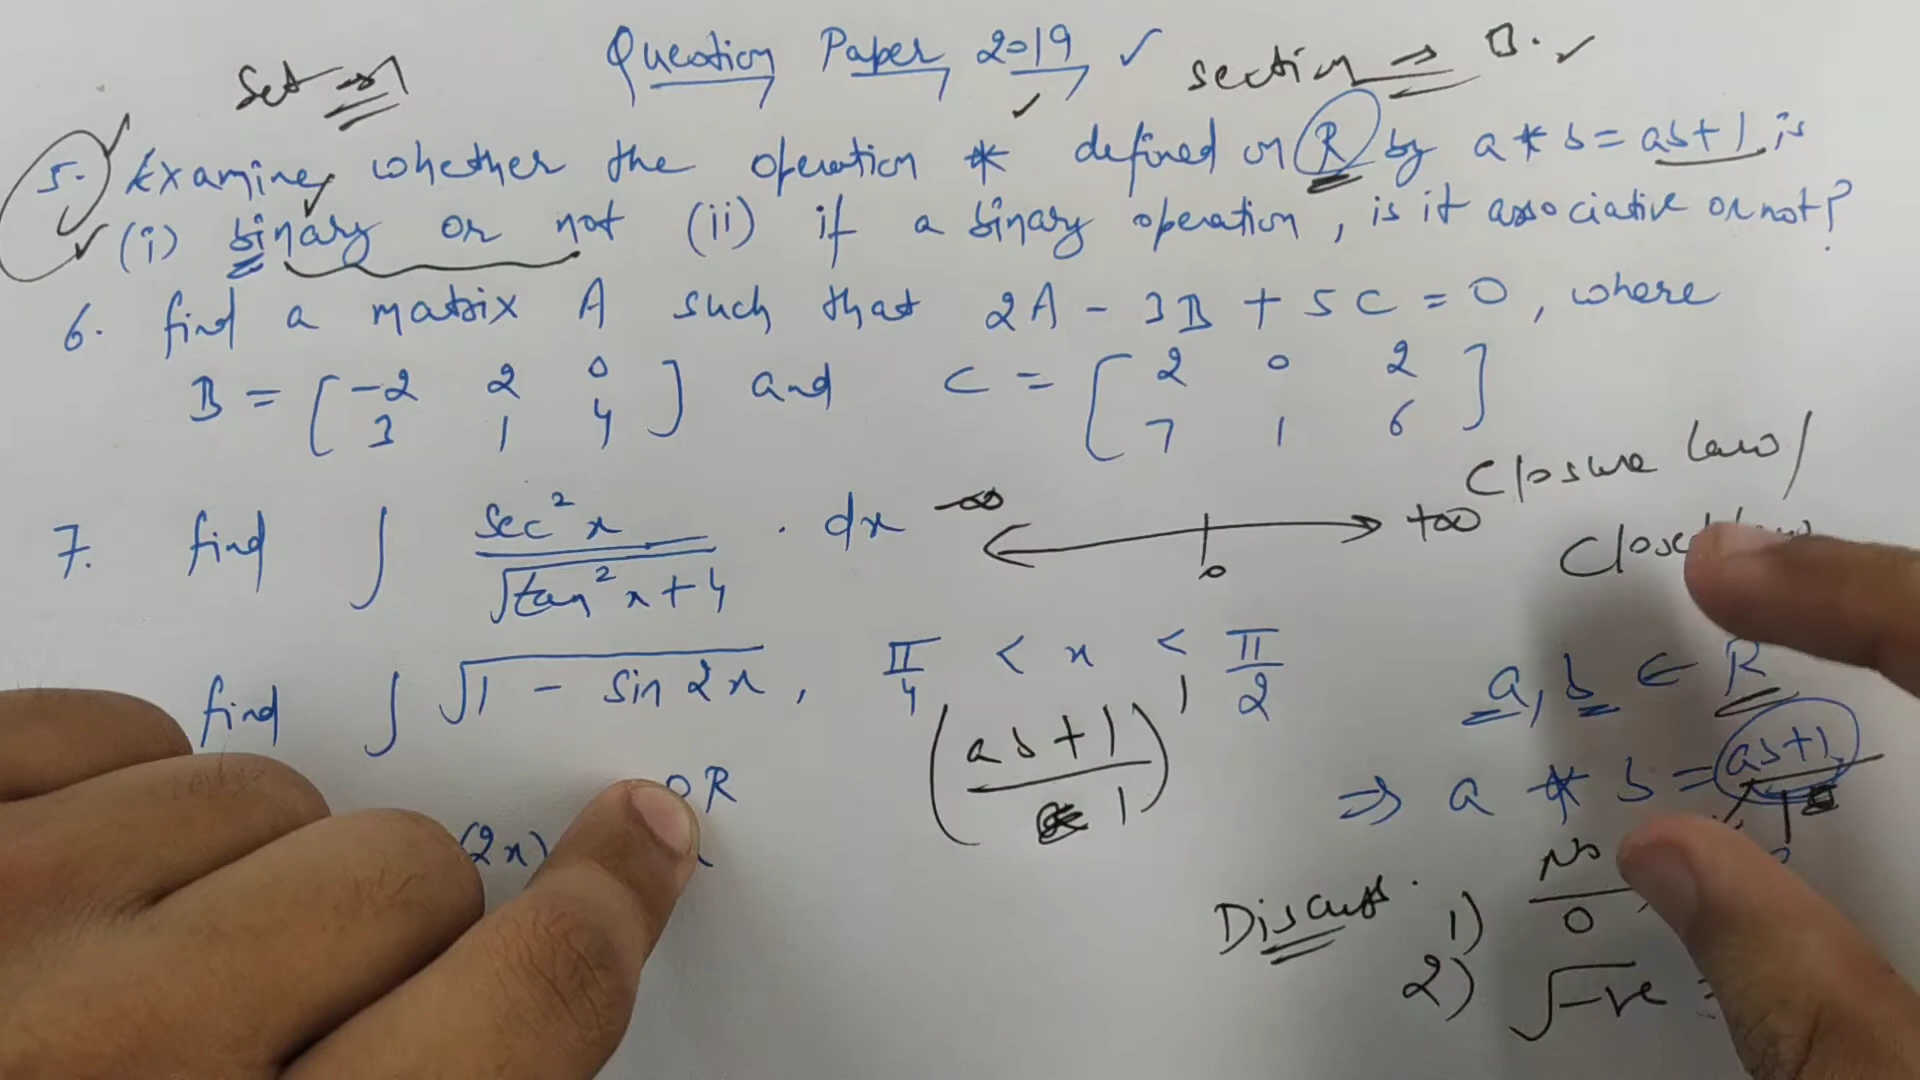 Set ⇒ 1 Question Paper 2019 ✓ section ⇒ B. ✓
5. Examine, whether the operation * defined on R by a * b = ab+1 is
(i) binary or not (ii) if a binary operation, is it associative or not?
6. find a matrix A such that 2A - 3B + 5C = 0, where
B = [ -2 2 0 ] and C = [ 2 0 2 ]
3 1 4 7 1 6
Closure law/
7. find ∫ sec² x / √tan² x + 4 . dx -∞ 0 +∞
find ∫ √1 - sin 2x, π/4 < x < π/2
a, b ∈ R
(ab+1 / 1)
OR
⇒ a * b = ab+1
(2x)
Discuss. 1) No / 0
2) √-ve =